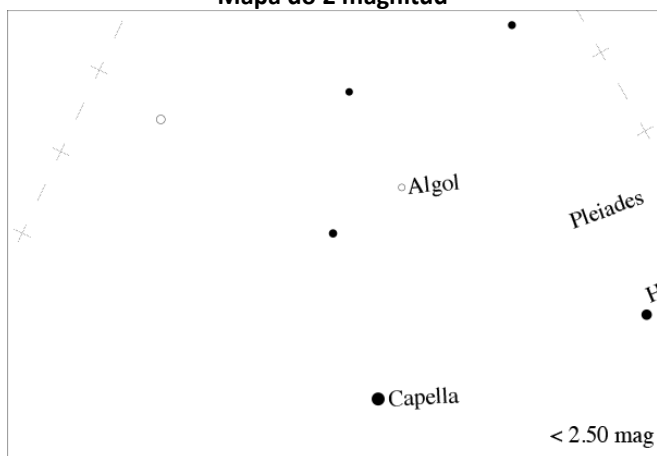 Mapa do 2 magnitud
Algol
Pleiades
H
Capella
< 2.50 mag